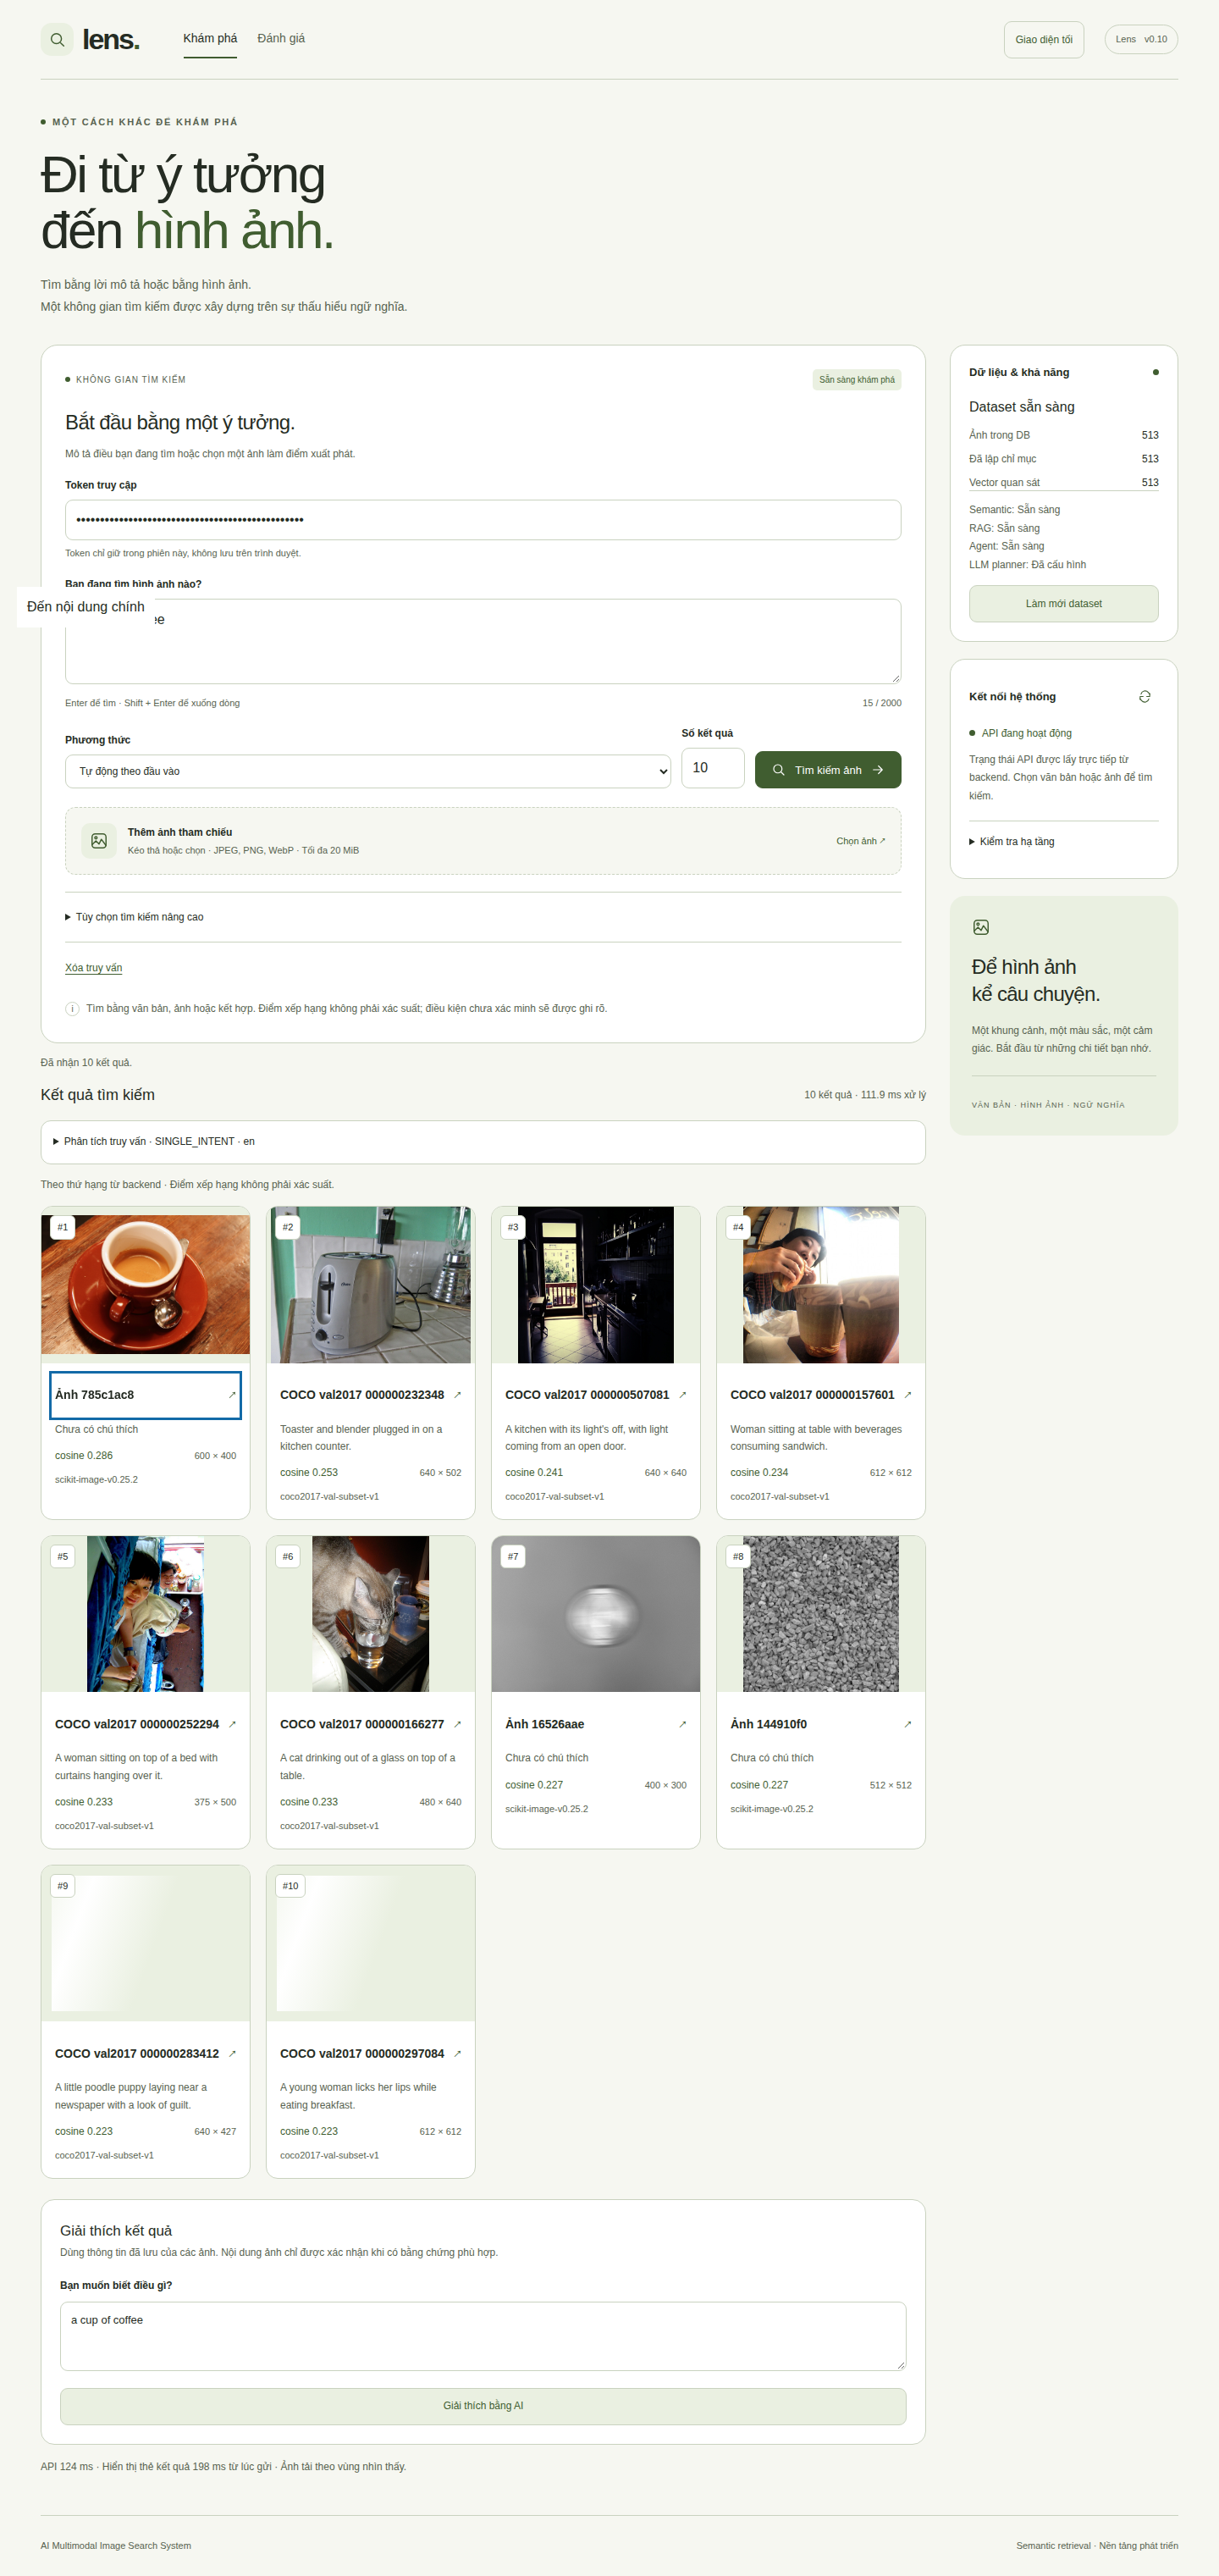 lens.
Khám phá
Đánh giá
Giao diện tối
Lens v0.10
MỘT CÁCH KHÁC ĐỂ KHÁM PHÁ
Đi từ ý tưởng
đến hình ảnh.
Tìm bằng lời mô tả hoặc bằng hình ảnh.
Một không gian tìm kiếm được xây dựng trên sự thấu hiểu ngữ nghĩa.
KHÔNG GIAN TÌM KIẾM
Sẵn sàng khám phá
Bắt đầu bằng một ý tưởng.
Mô tả điều bạn đang tìm hoặc chọn một ảnh làm điểm xuất phát.
Token truy cập
Token chỉ giữ trong phiên này, không lưu trên trình duyệt.
Bạn đang tìm hình ảnh nào?
Đến nội dung chính
ee
Enter để tìm · Shift + Enter để xuống dòng
15 / 2000
Phương thức
Số kết quả
Tự động theo đầu vào
10
Tìm kiếm ảnh
Thêm ảnh tham chiếu
Kéo thả hoặc chọn · JPEG, PNG, WebP · Tối đa 20 MiB
Chọn ảnh ↗
Tùy chọn tìm kiếm nâng cao
Xóa truy vấn
i Tìm bằng văn bản, ảnh hoặc kết hợp. Điểm xếp hạng không phải xác suất; điều kiện chưa xác minh sẽ được ghi rõ.
Dữ liệu & khả năng
Dataset sẵn sàng
Ảnh trong DB 513
Đã lập chỉ mục 513
Vector quan sát 513
Semantic: Sẵn sàng
RAG: Sẵn sàng
Agent: Sẵn sàng
LLM planner: Đã cấu hình
Làm mới dataset
Kết nối hệ thống
API đang hoạt động
Trạng thái API được lấy trực tiếp từ
backend. Chọn văn bản hoặc ảnh để tìm
kiếm.
Kiểm tra hạ tầng
Để hình ảnh
kể câu chuyện.
Một khung cảnh, một màu sắc, một cảm
giác. Bắt đầu từ những chi tiết bạn nhớ.
VĂN BẢN · HÌNH ẢNH · NGỮ NGHĨA
Đã nhận 10 kết quả.
Kết quả tìm kiếm
10 kết quả · 111.9 ms xử lý
Phân tích truy vấn · SINGLE_INTENT · en
Theo thứ hạng từ backend · Điểm xếp hạng không phải xác suất.
#1
Ảnh 785c1ac8 ↗
Chưa có chú thích
cosine 0.286 600 × 400
scikit-image-v0.25.2
#2
COCO val2017 000000232348 ↗
Toaster and blender plugged in on a
kitchen counter.
cosine 0.253 640 × 502
coco2017-val-subset-v1
#3
COCO val2017 000000507081 ↗
A kitchen with its light's off, with light
coming from an open door.
cosine 0.241 640 × 640
coco2017-val-subset-v1
#4
COCO val2017 000000157601 ↗
Woman sitting at table with beverages
consuming sandwich.
cosine 0.234 612 × 612
coco2017-val-subset-v1
#5
COCO val2017 000000252294 ↗
A woman sitting on top of a bed with
curtains hanging over it.
cosine 0.233 375 × 500
coco2017-val-subset-v1
#6
COCO val2017 000000166277 ↗
A cat drinking out of a glass on top of a
table.
cosine 0.233 480 × 640
coco2017-val-subset-v1
#7
Ảnh 16526aae ↗
Chưa có chú thích
cosine 0.227 400 × 300
scikit-image-v0.25.2
#8
Ảnh 144910f0 ↗
Chưa có chú thích
cosine 0.227 512 × 512
scikit-image-v0.25.2
#9
COCO val2017 000000283412 ↗
A little poodle puppy laying near a
newspaper with a look of guilt.
cosine 0.223 640 × 427
coco2017-val-subset-v1
#10
COCO val2017 000000297084 ↗
A young woman licks her lips while
eating breakfast.
cosine 0.223 612 × 612
coco2017-val-subset-v1
Giải thích kết quả
Dùng thông tin đã lưu của các ảnh. Nội dung ảnh chỉ được xác nhận khi có bằng chứng phù hợp.
Bạn muốn biết điều gì?
a cup of coffee
Giải thích bằng AI
API 124 ms · Hiển thị thẻ kết quả 198 ms từ lúc gửi · Ảnh tải theo vùng nhìn thấy.
AI Multimodal Image Search System
Semantic retrieval · Nền tảng phát triển